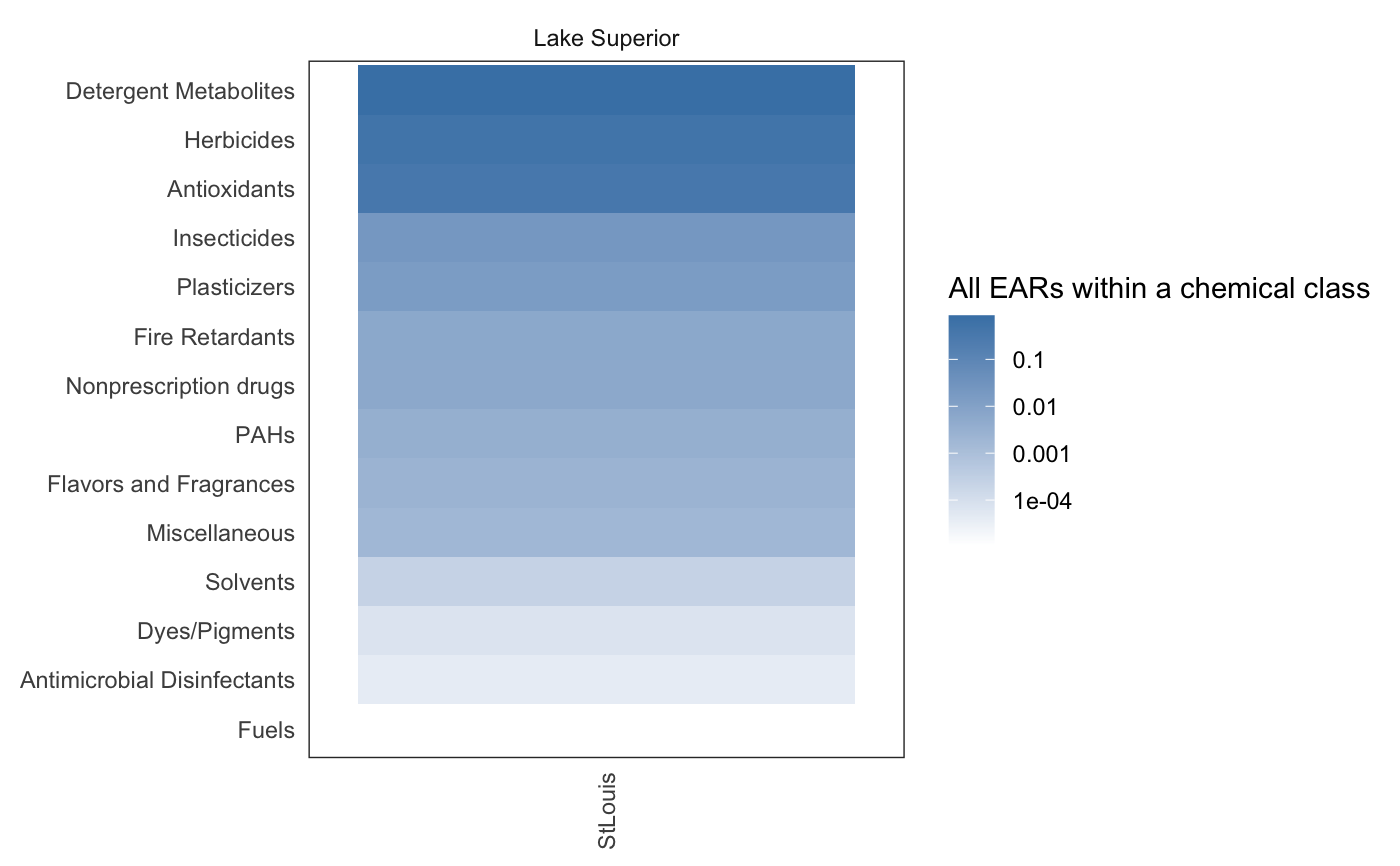 Lake Superior
Detergent Metabolites
Herbicides
Antioxidants
Insecticides
Plasticizers
Fire Retardants
Nonprescription drugs
PAHs
Flavors and Fragrances
Miscellaneous
Solvents
Dyes/Pigments
Antimicrobial Disinfectants
Fuels
StLouis
All EARs within a chemical class
0.1
0.01
0.001
1e-04